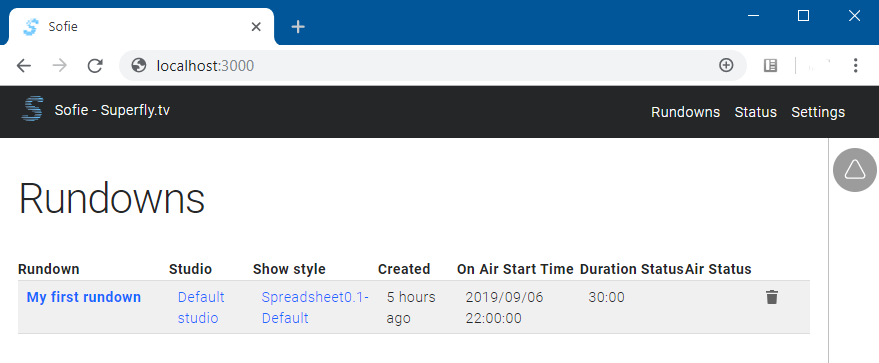 Sofie
localhost:3000
Sofie - Superfly.tv Rundowns Status Settings
Rundowns
Rundown Studio Show style Created On Air Start Time Duration StatusAir Status
My first rundown Default Spreadsheet0.1- 5 hours 2019/09/06 30:00
studio Default ago 22:00:00